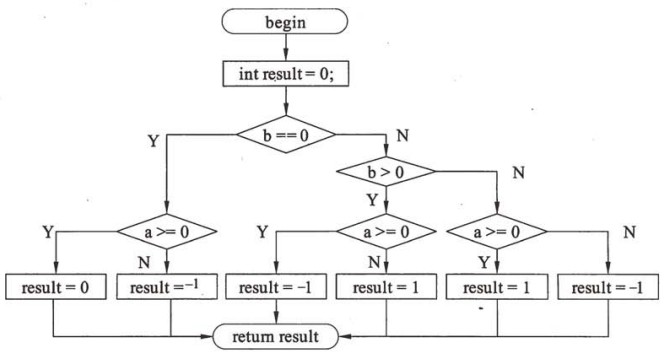 begin
int result = 0;
b == 0
Y
N
b > 0
N
Y
a >= 0
a >= 0
a >= 0
Y
N
Y
N
Y
N
result = 0
result =-1
result = -1
result = 1
result = 1
result = -1
return result